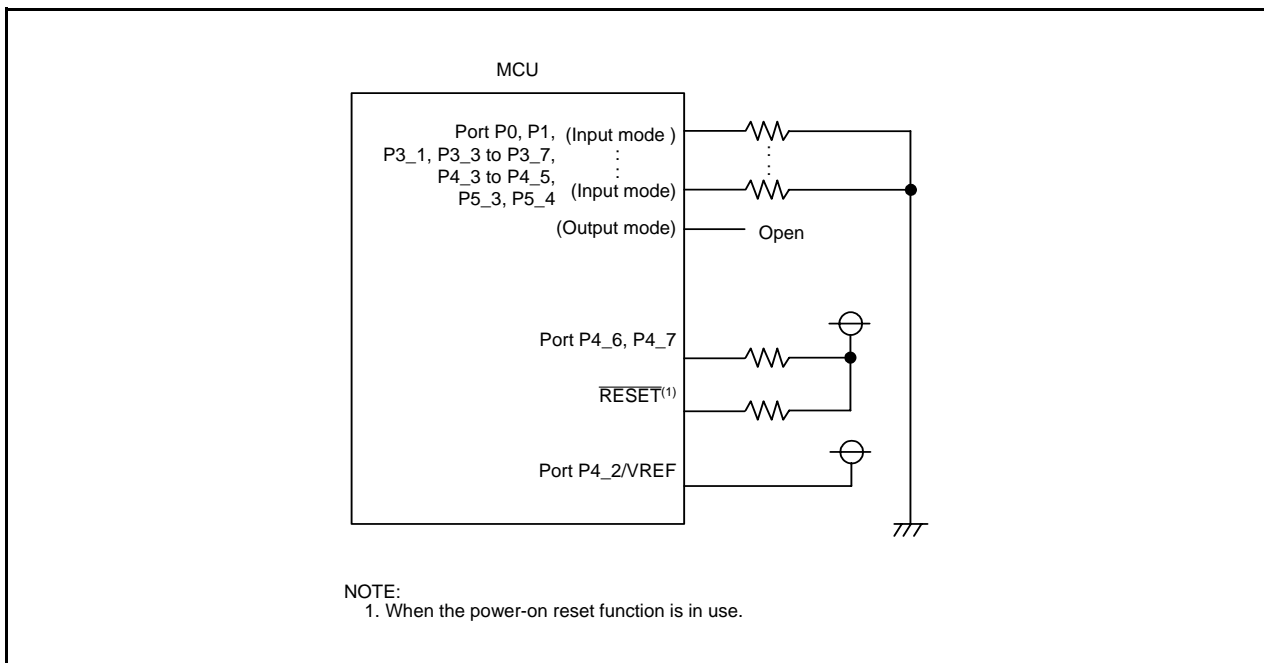 MCU
Port P0, P1, (Input mode )
P3_1, P3_3 to P3_7,
P4_3 to P4_5,
P5_3, P5_4 (Input mode)
(Output mode) Open
Port P4_6, P4_7
RESET(1)
Port P4_2/VREF
NOTE:
1. When the power-on reset function is in use.